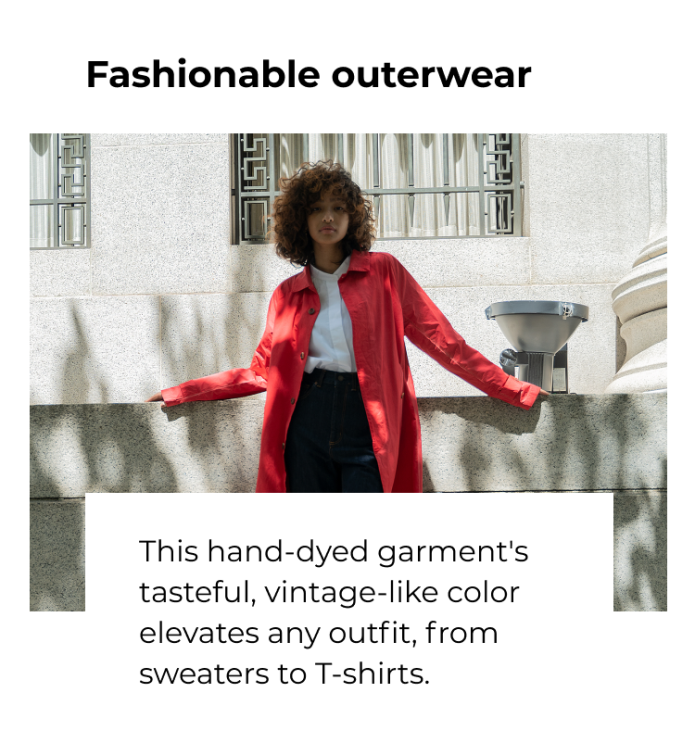 Fashionable outerwear
This hand-dyed garment's
tasteful, vintage-like color
elevates any outfit, from
sweaters to T-shirts.